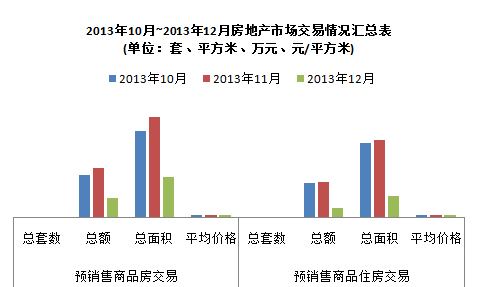 2013年10月~2013年12月房地产市场交易情况汇总表
(单位：套、平方米、万元、元/平方米)
2013年10月 2013年11月 2013年12月
总套数 总额 总面积 平均价格 总套数 总额 总面积 平均价格
预销售商品房交易 预销售商品住房交易